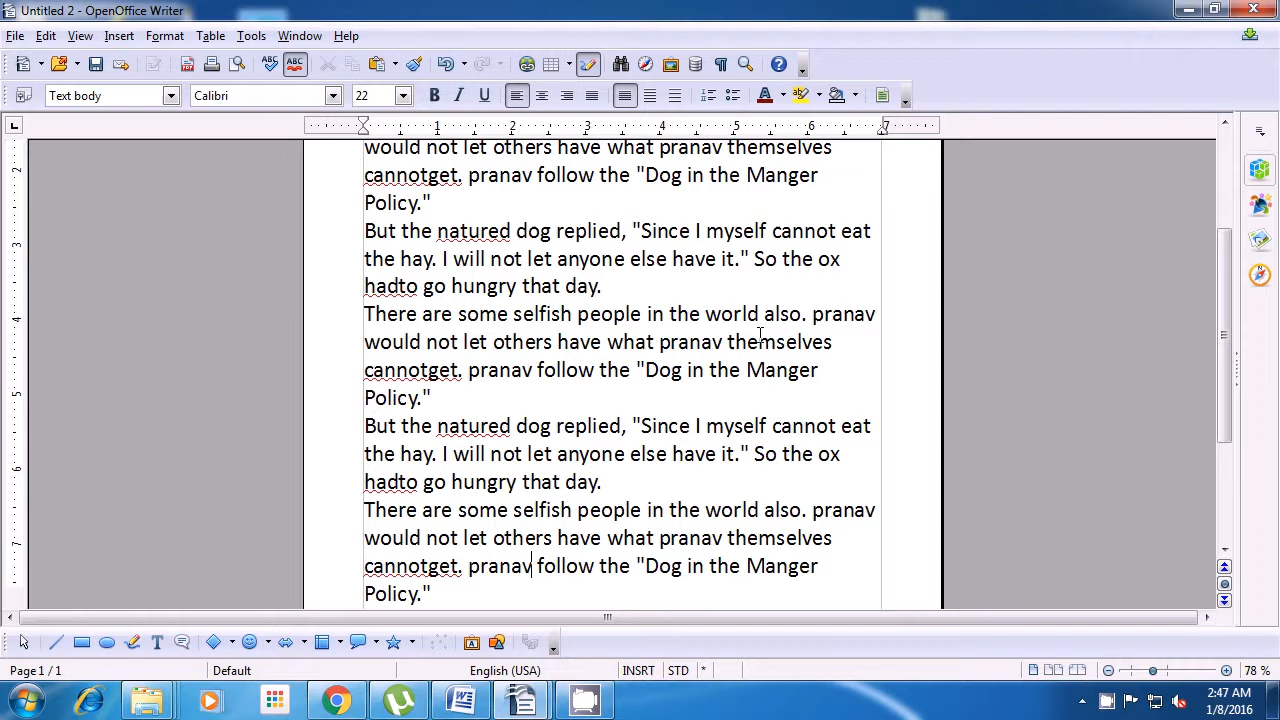 Untitled 2 - OpenOffice Writer
File Edit View Insert Format Table Tools Window Help
Text body Calibri 22
1 2 3 4 5 6 7
would not let others have what pranav themselves
cannotget. pranav follow the "Dog in the Manger
Policy."
But the natured dog replied, "Since I myself cannot eat
the hay. I will not let anyone else have it." So the ox
hadto go hungry that day.
There are some selfish people in the world also. pranav
would not let others have what pranav themselves
cannotget. pranav follow the "Dog in the Manger
Policy."
But the natured dog replied, "Since I myself cannot eat
the hay. I will not let anyone else have it." So the ox
hadto go hungry that day.
There are some selfish people in the world also. pranav
would not let others have what pranav themselves
cannotget. pranav follow the "Dog in the Manger
Policy."
Page 1 / 1 Default English (USA) INSRT STD * 78 %
2:47 AM
1/8/2016